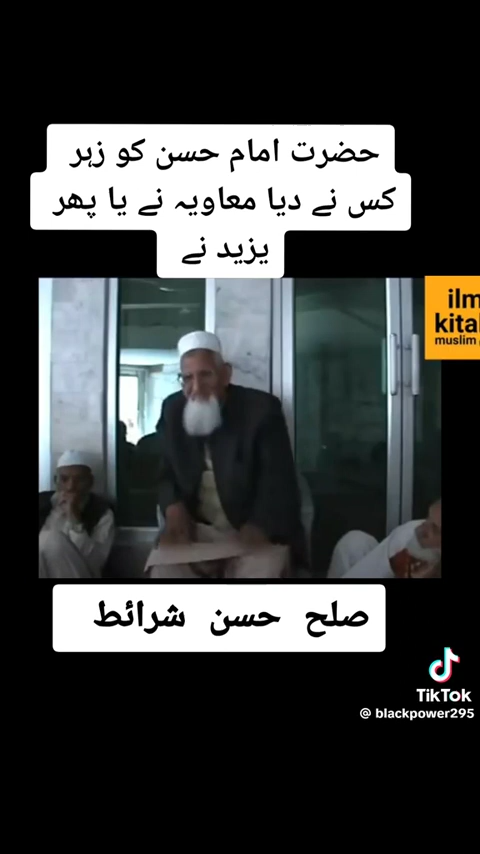 حضرت امام حسن کو زہر
کس نے دیا معاویہ نے یا پھر
یزید نے
ilm
kita
muslim
صلح حسن شرائط
TikTok
@ blackpower295